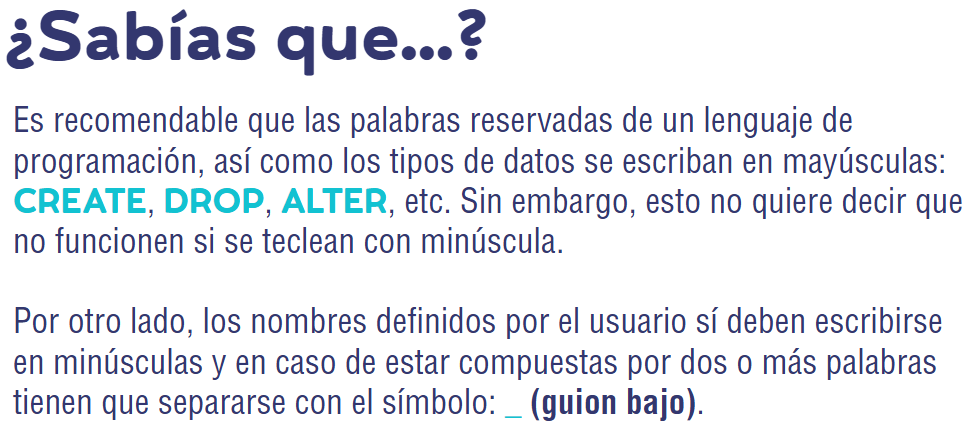 ¿Sabías que...?
Es recomendable que las palabras reservadas de un lenguaje de
programación, así como los tipos de datos se escriban en mayúsculas:
CREATE, DROP, ALTER, etc. Sin embargo, esto no quiere decir que
no funcionen si se teclean con minúscula.
Por otro lado, los nombres definidos por el usuario sí deben escribirse
en minúsculas y en caso de estar compuestas por dos o más palabras
tienen que separarse con el símbolo: _ (guion bajo).